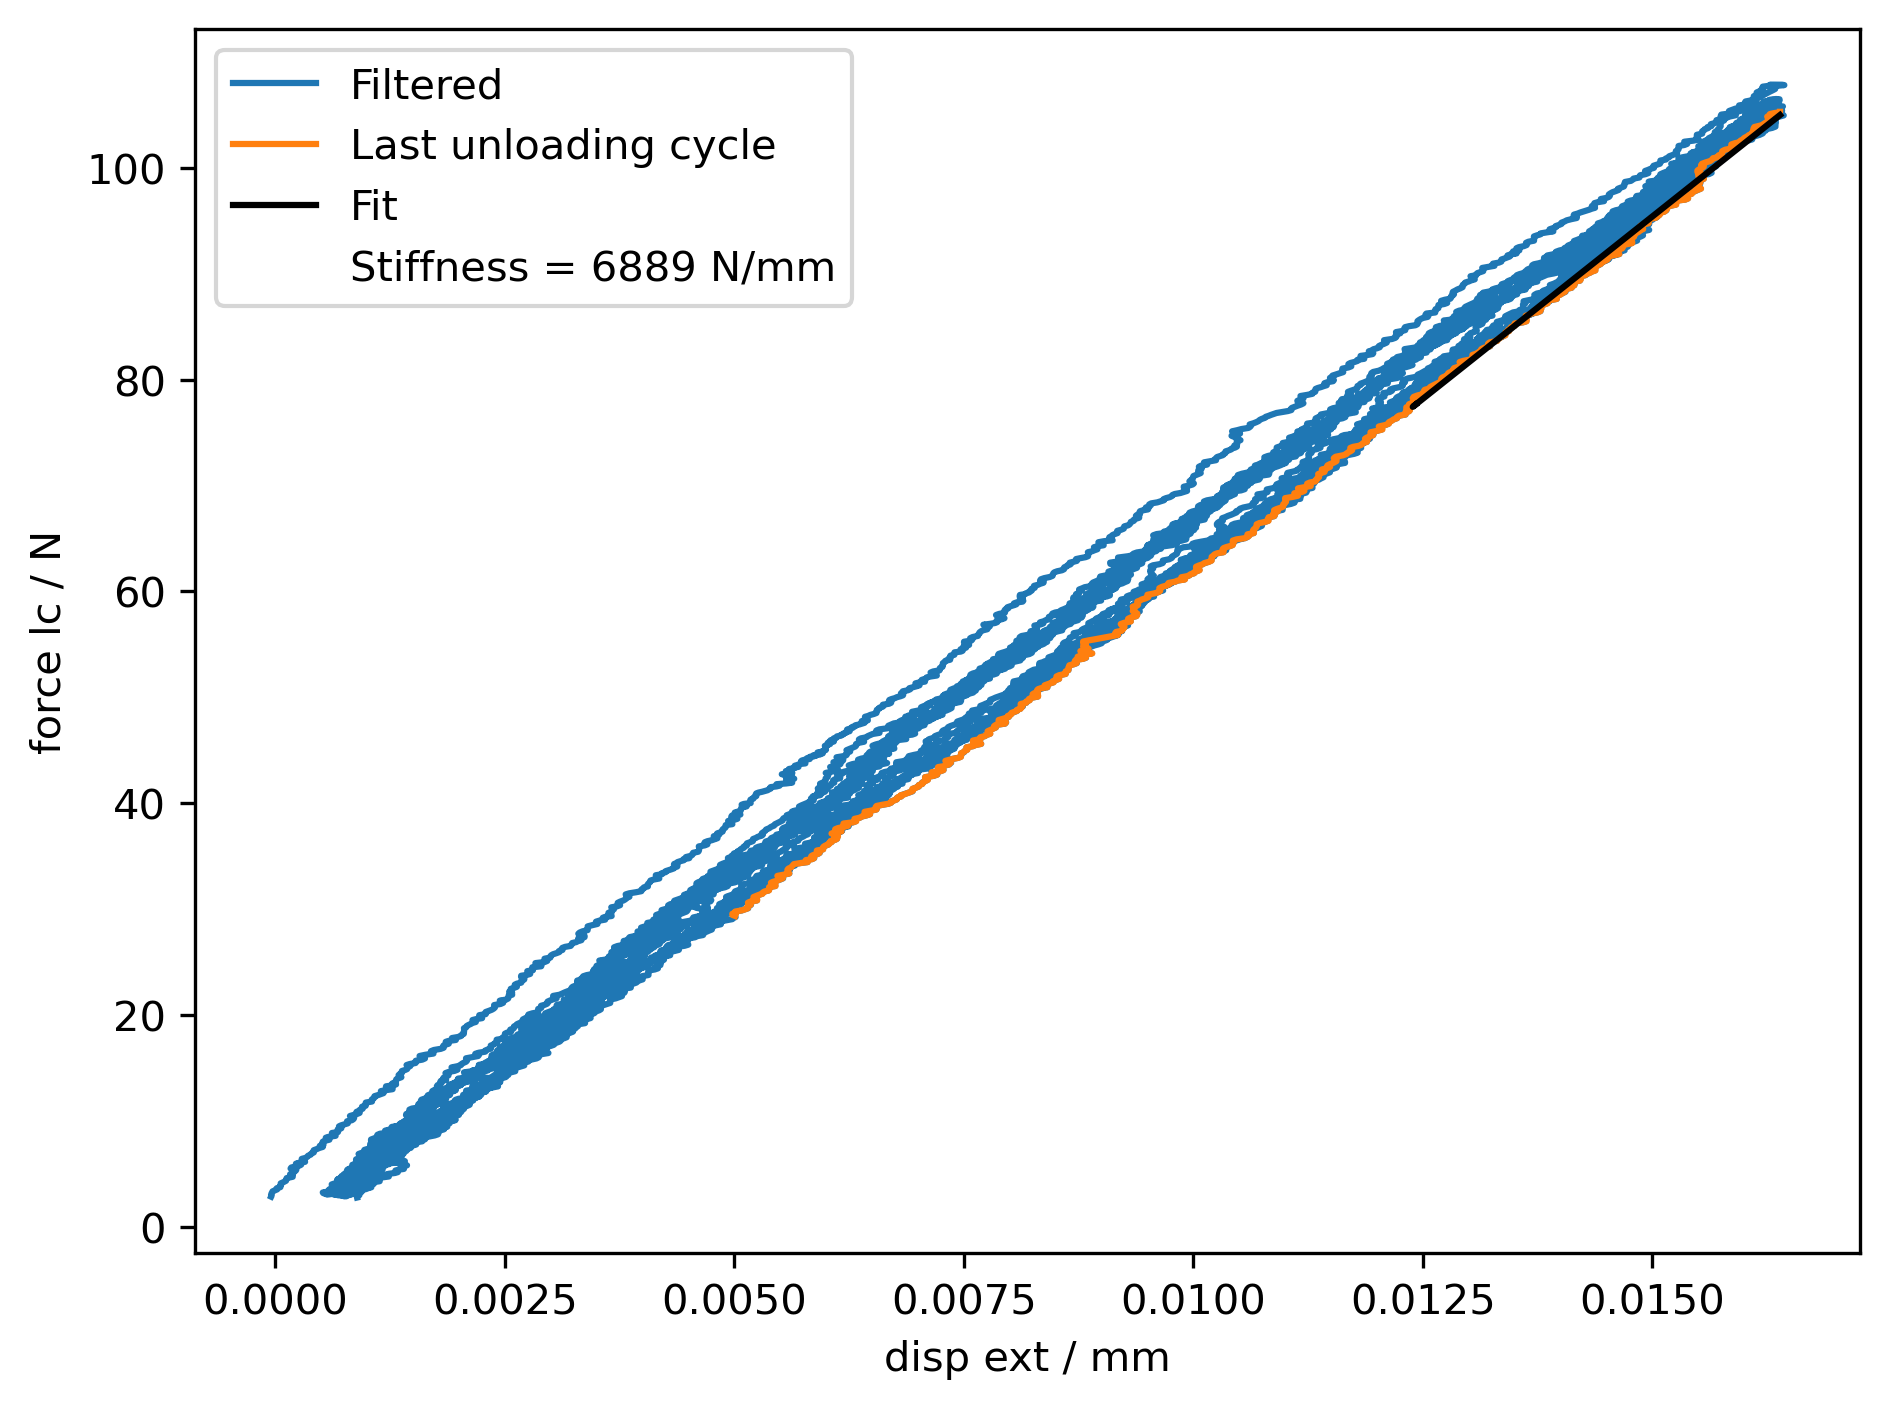 Filtered
Last unloading cycle
Fit
Stiffness = 6889 N/mm
100
80
60
40
20
0
force lc / N
0.0000 0.0025 0.0050 0.0075 0.0100 0.0125 0.0150
disp ext / mm